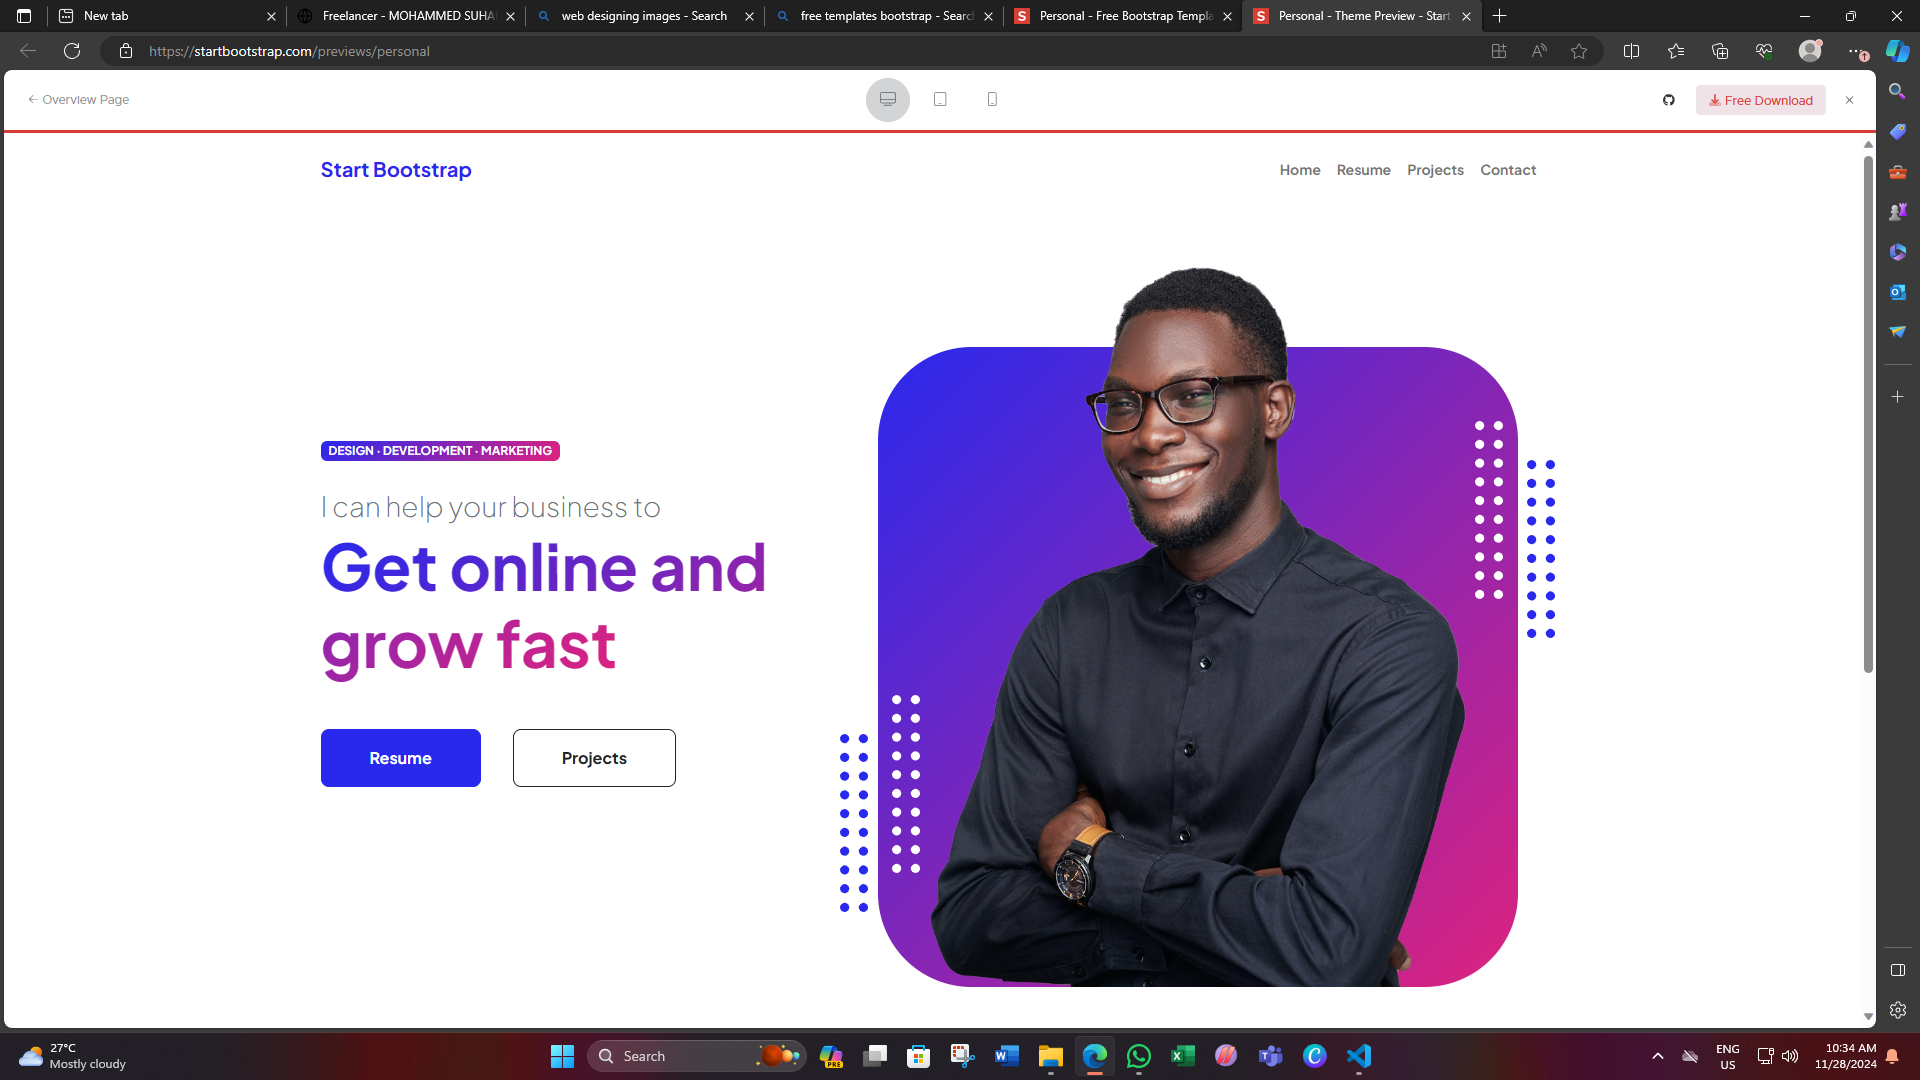 New tab
Freelancer - MOHAMMED SUHA
web designing images - Search
free templates bootstrap - Searc
Personal - Free Bootstrap Templa
Personal - Theme Preview - Start
https://startbootstrap.com/previews/personal
1
← Overview Page
Free Download
Start Bootstrap
Home
Resume
Projects
Contact
DESIGN · DEVELOPMENT · MARKETING
I can help your business to
Get online and
grow fast
Resume
Projects
27°C
Mostly cloudy
Search
PRE
ENG
US
10:34 AM
11/28/2024